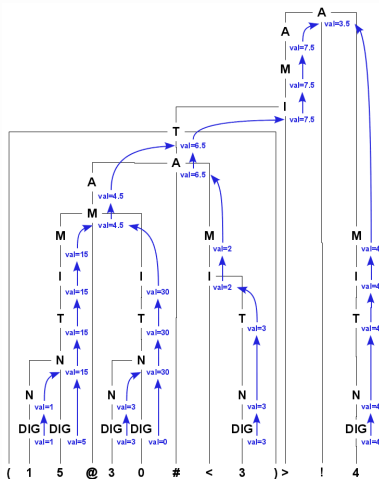 A
A val=3.5
val=7.5
M
val=7.5
I
val=7.5
T
val=6.5
A
val=6.5
A
val=4.5
M
val=4.5
M M M
val=15 val=2 val=4
I I I I
val=15 val=30 val=2 val=4
T T T T
val=15 val=30 val=3 val=4
N N
val=15 val=30
N N N N
val=1 val=3 val=3 val=4
DIG DIG DIG DIG DIG DIG
val=1 val=5 val=3 val=0 val=3 val=4
( 1 5 @ 3 0 # < 3 ) > ! 4